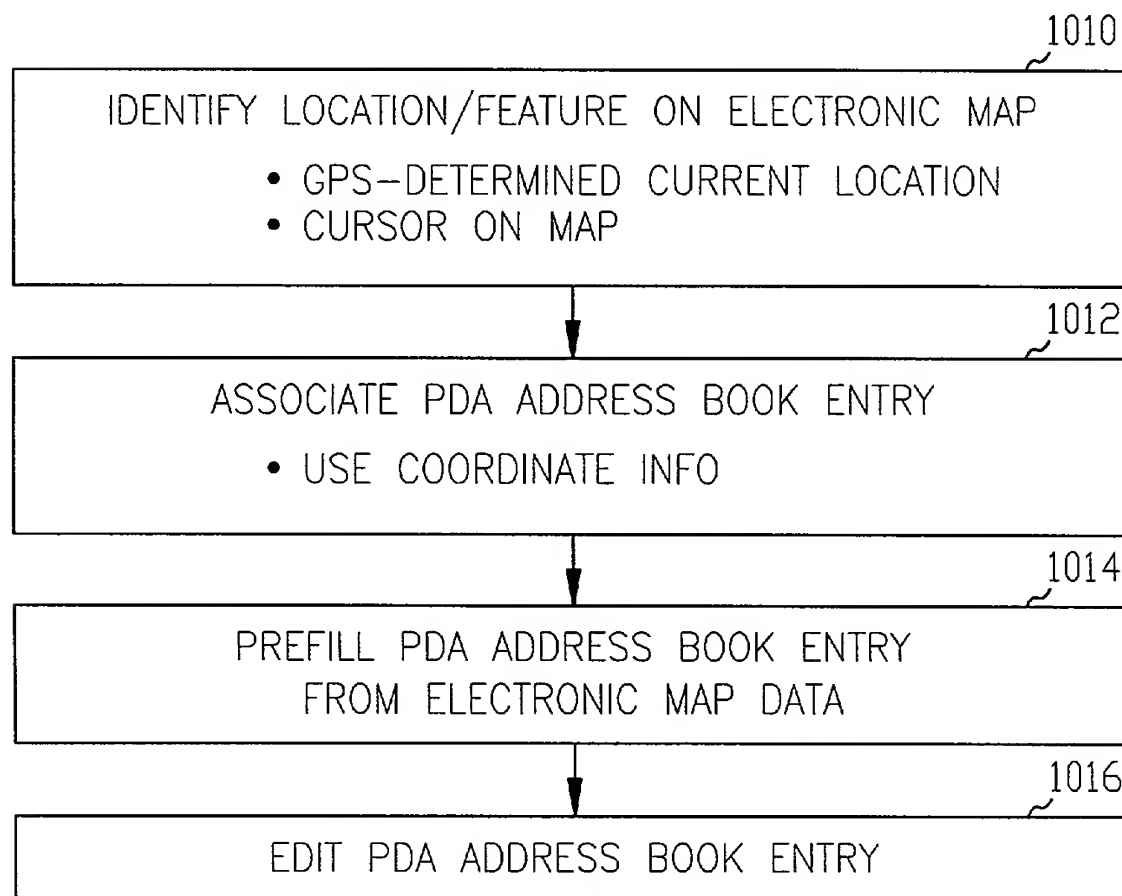 1010
IDENTIFY LOCATION/FEATURE ON ELECTRONIC MAP
• GPS-DETERMINED CURRENT LOCATION
• CURSOR ON MAP
1012
ASSOCIATE PDA ADDRESS BOOK ENTRY
• USE COORDINATE INFO
1014
PREFILL PDA ADDRESS BOOK ENTRY
FROM ELECTRONIC MAP DATA
1016
EDIT PDA ADDRESS BOOK ENTRY